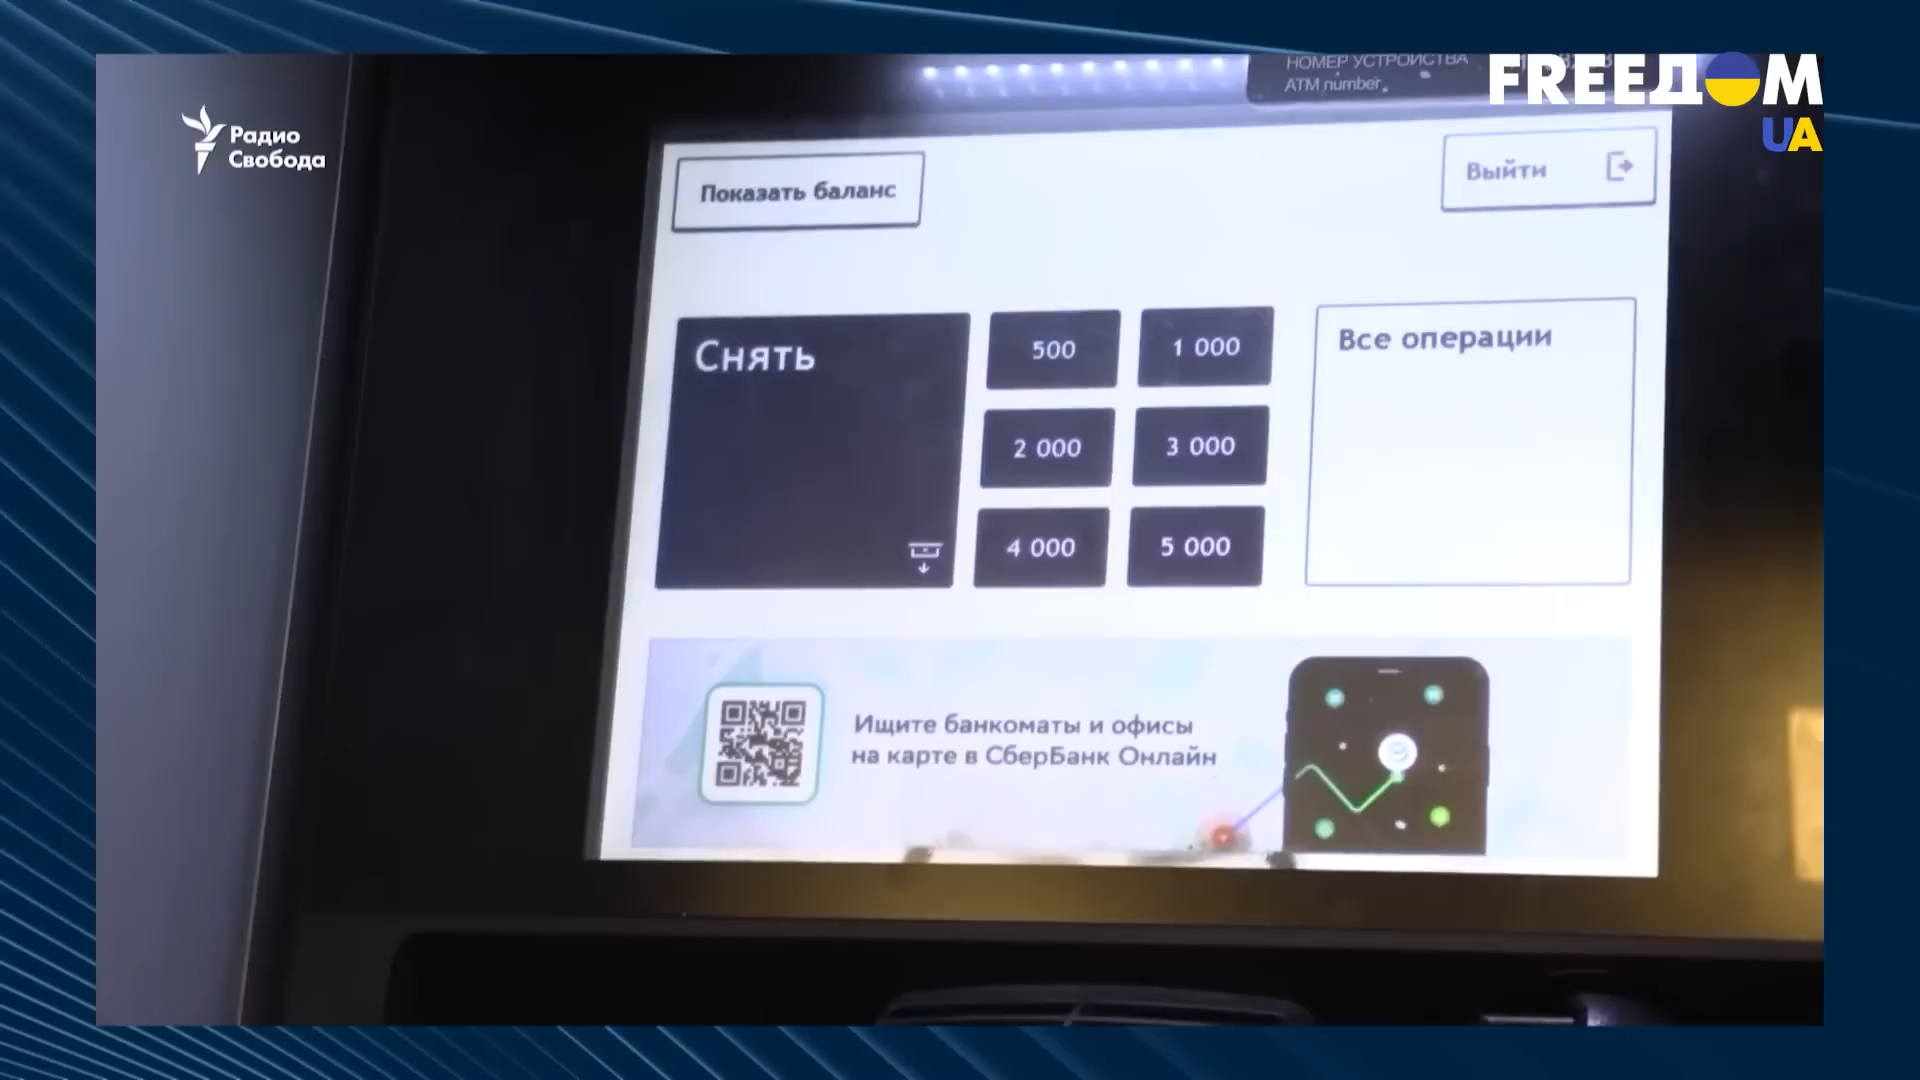 НОМЕР УСТРОЙСТВА
ATM number
FREEДOM
UA
Радио
Свобода
Показать баланс
Выйти
Снять
500
1 000
Все операции
2 000
3 000
4 000
5 000
Ищите банкоматы и офисы
на карте в СберБанк Онлайн